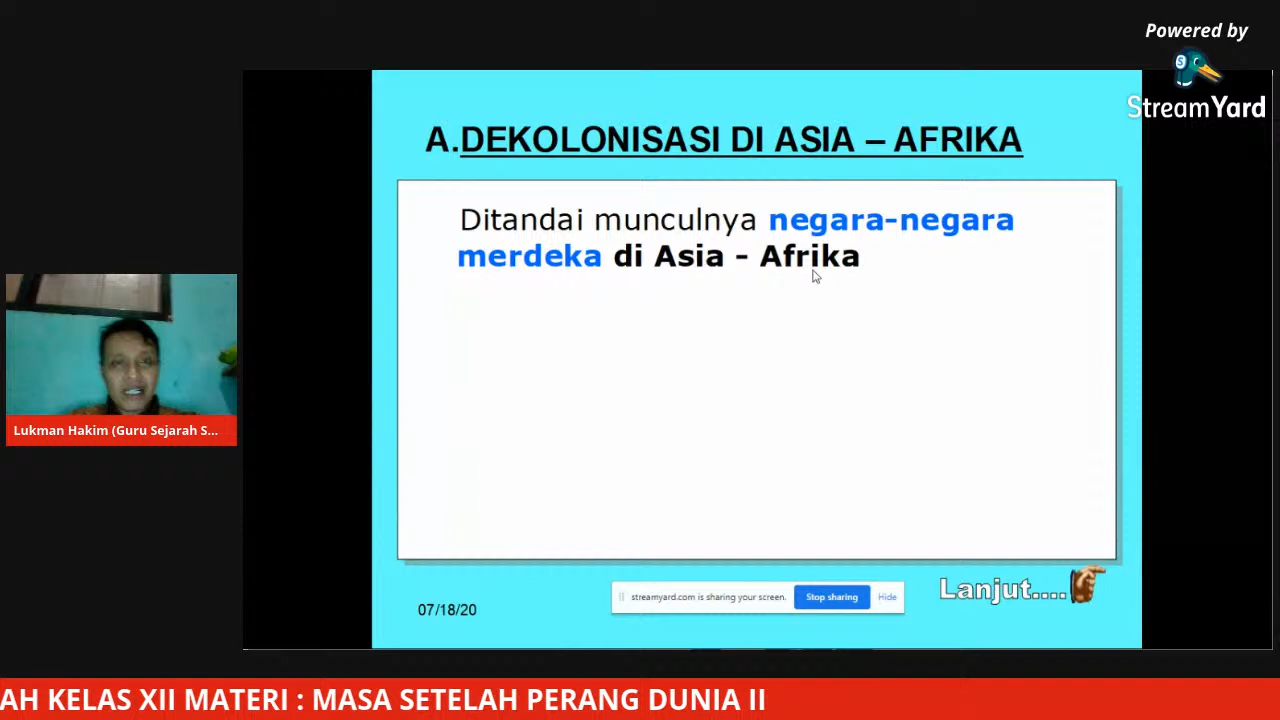 Powered by
StreamYard
A.DEKOLONISASI DI ASIA – AFRIKA
Ditandai munculnya negara-negara
merdeka di Asia - Afrika
Lukman Hakim (Guru Sejarah S...
Lanjut....
streamyard.com is sharing your screen.
Stop sharing
Hide
07/18/20
AH KELAS XII MATERI : MASA SETELAH PERANG DUNIA II